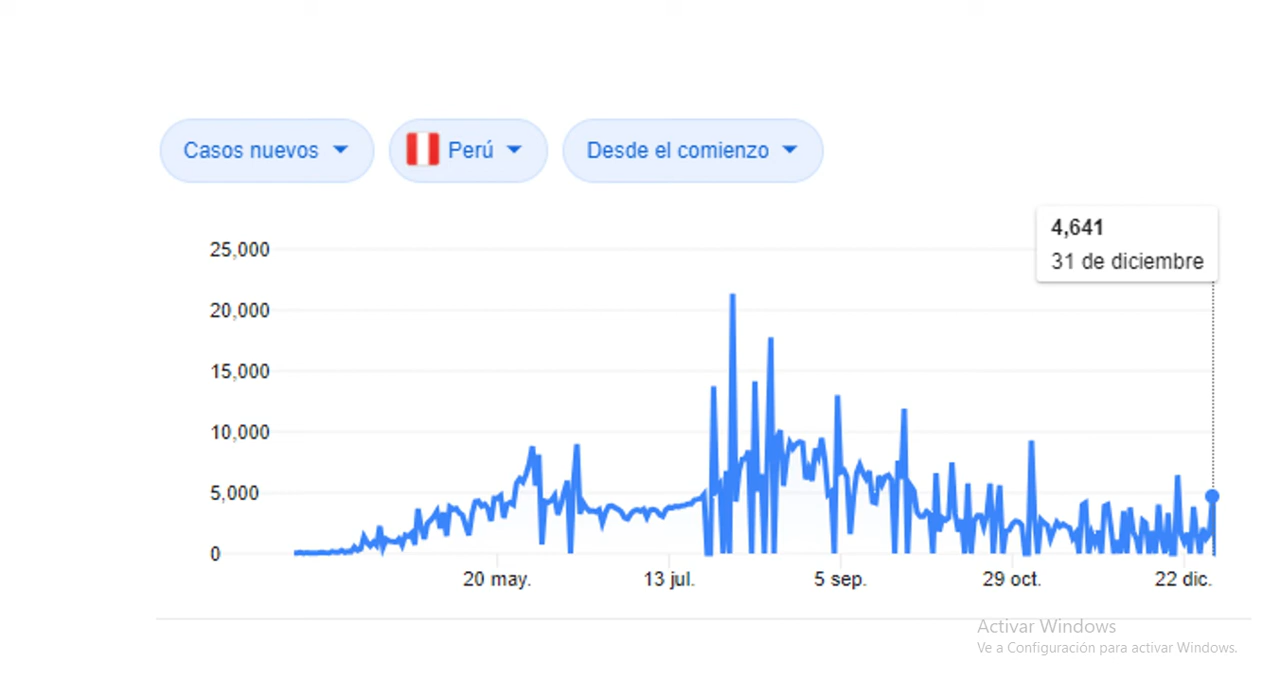 Casos nuevos Perú Desde el comienzo
4,641
31 de diciembre
25,000
20,000
15,000
10,000
5,000
0
20 may. 13 jul. 5 sep. 29 oct. 22 dic.
Activar Windows
Ve a Configuración para activar Windows.